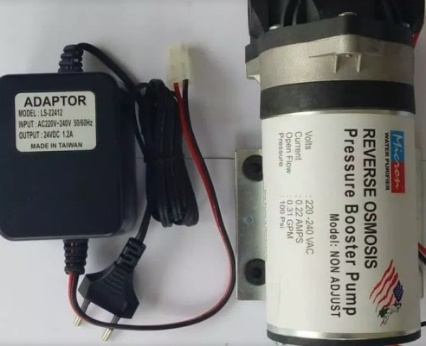 ADAPTOR
MODEL : LS-22412
INPUT : AC220V~240V 50/60Hz
OUTPUT : 24VDC 1.2A
MADE IN TAIWAN
Micron
WATER PURIFIER
REVERSE OSMOSIS
Pressure Booster Pump
Model: NON ADJUST
Volts : 220 -240 VAC
Current : 0.22 AMPS
Open Flow : 0.31 GPM
Pressure : 100 Psi